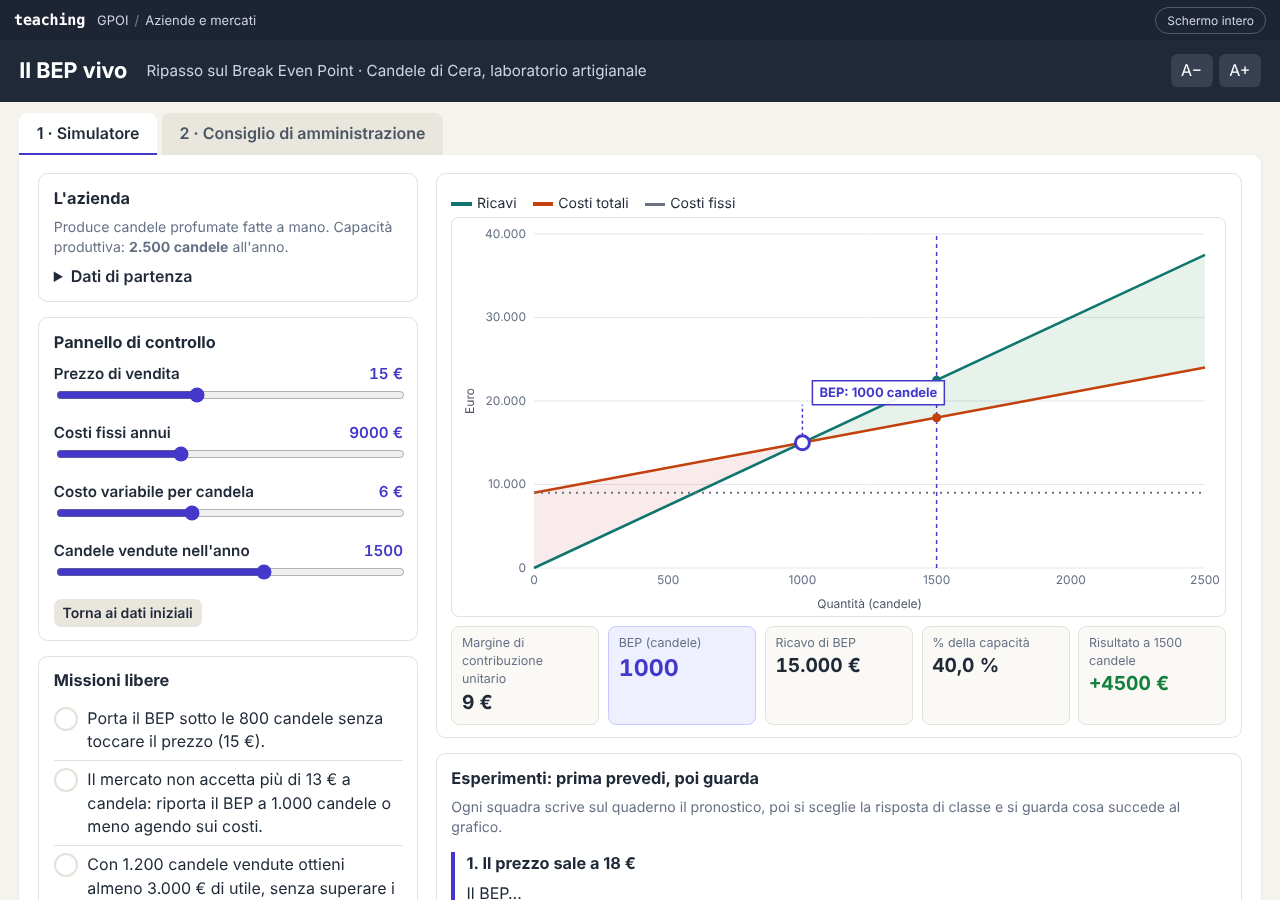 teaching GPOI / Aziende e mercati
Schermo intero
Il BEP vivo
Ripasso sul Break Even Point · Candele di Cera, laboratorio artigianale
A− A+
1 · Simulatore
2 · Consiglio di amministrazione
L'azienda
Produce candele profumate fatte a mano. Capacità
produttiva: 2.500 candele all'anno.
Dati di partenza
Pannello di controllo
Prezzo di vendita 15 €
Costi fissi annui 9000 €
Costo variabile per candela 6 €
Candele vendute nell'anno 1500
Torna ai dati iniziali
Missioni libere
Porta il BEP sotto le 800 candele senza
toccare il prezzo (15 €).
Il mercato non accetta più di 13 € a
candela: riporta il BEP a 1.000 candele o
meno agendo sui costi.
Con 1.200 candele vendute ottieni
almeno 3.000 € di utile, senza superare i
Ricavi Costi totali Costi fissi
40.000
30.000
20.000
10.000
0
Euro
BEP: 1000 candele
0 500 1000 1500 2000 2500
Quantità (candele)
Margine di
contribuzione
unitario
9 €
BEP (candele)
1000
Ricavo di BEP
15.000 €
% della capacità
40,0 %
Risultato a 1500
candele
+4500 €
Esperimenti: prima prevedi, poi guarda
Ogni squadra scrive sul quaderno il pronostico, poi si sceglie la risposta di classe e si guarda cosa succede al
grafico.
1. Il prezzo sale a 18 €
Il BEP...